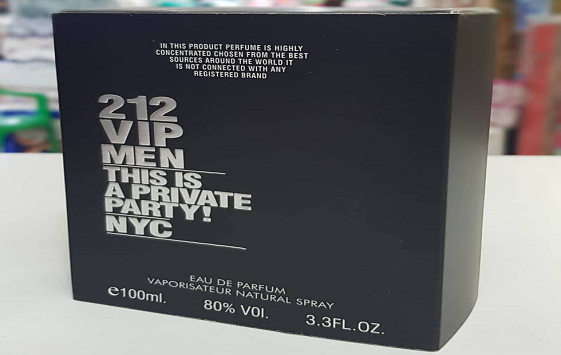 IN THIS PRODUCT PERFUME IS HIGHLY
CONCENTRATED CHOSEN FROM THE BEST
SOURCES AROUND THE WORLD IT
IS NOT CONNECTED WITH ANY
REGISTERED BRAND
212
VIP
MEN
THIS IS
A PRIVATE
PARTY!
NYC
EAU DE PARFUM
VAPORISATEUR NATURAL SPRAY
e100ml. 80% VOl. 3.3FL.OZ.